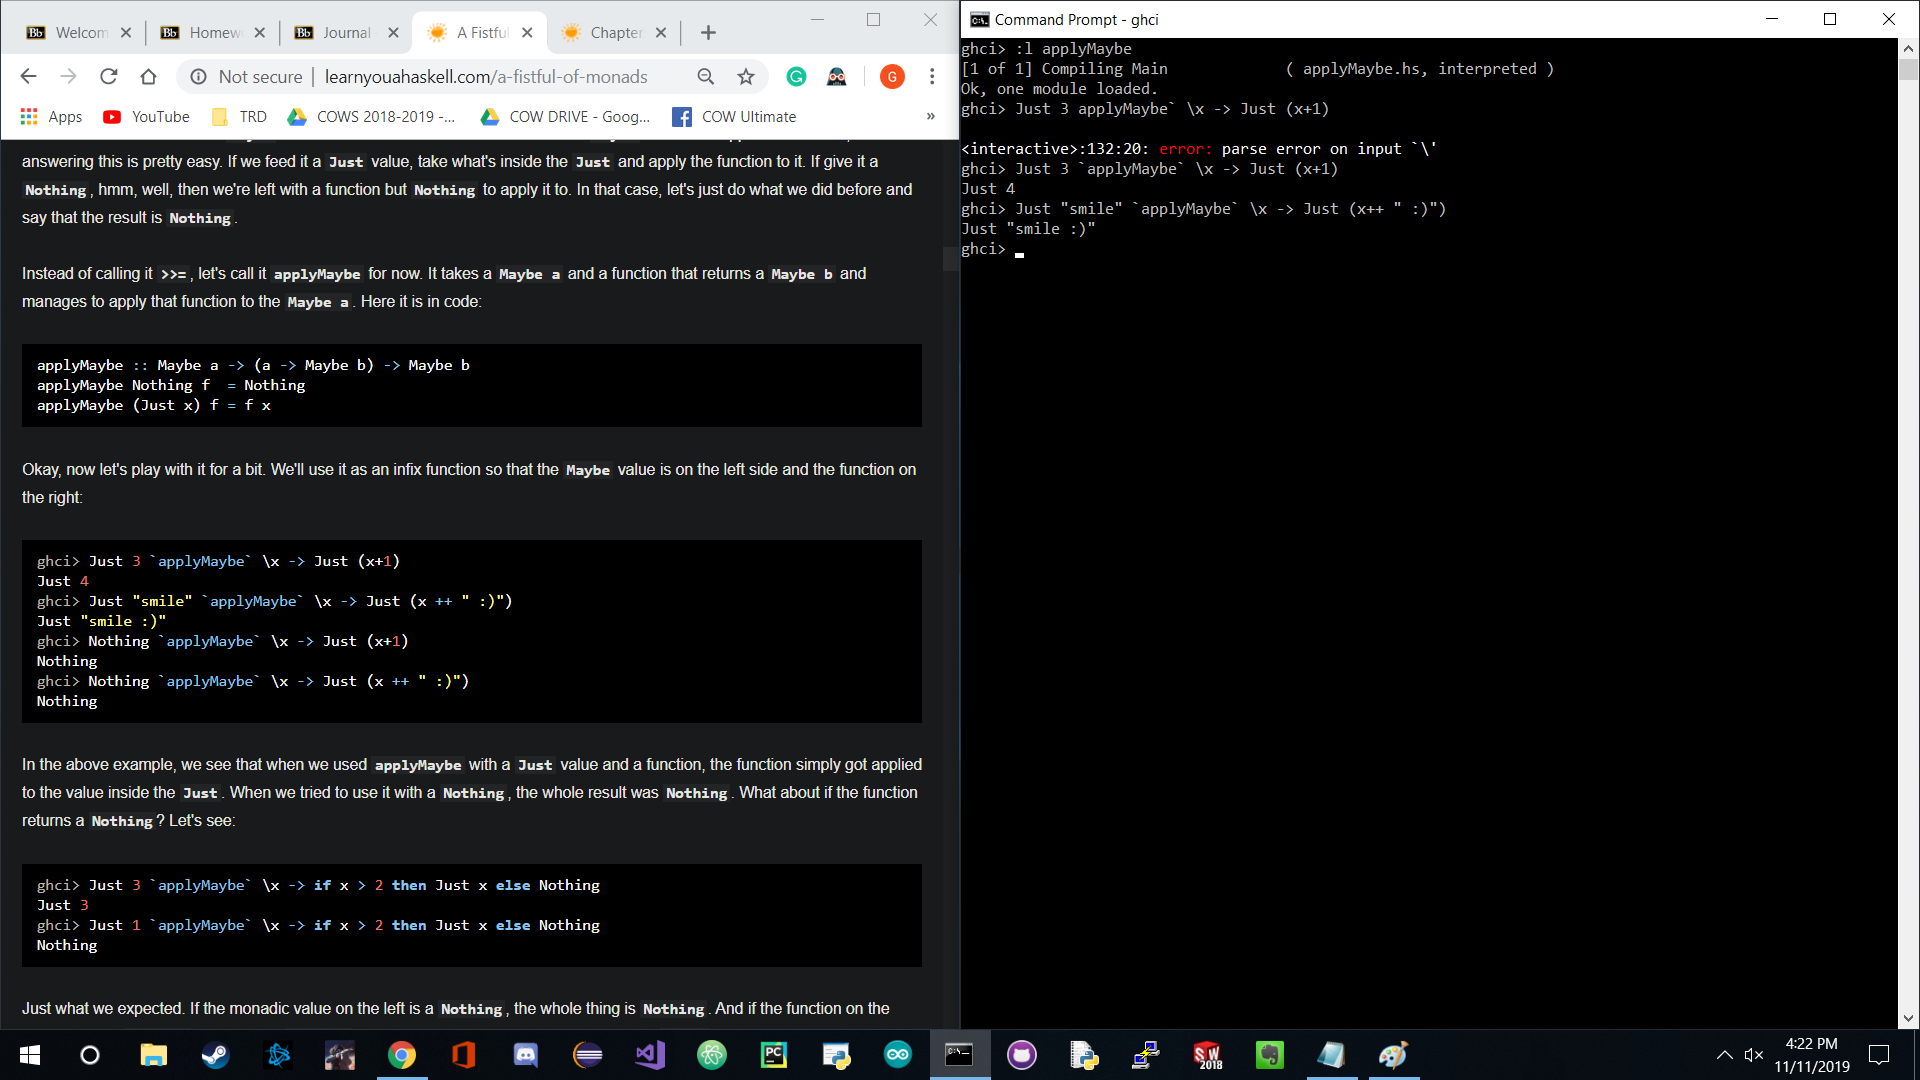 Welcom
Homew
Journal
A Fistful
Chapter
Not secure | learnyouahaskell.com/a-fistful-of-monads
G
Apps
YouTube
TRD
COWS 2018-2019 -...
COW DRIVE - Goog...
COW Ultimate
»
answering this is pretty easy. If we feed it a Just value, take what's inside the Just and apply the function to it. If give it a
Nothing, hmm, well, then we're left with a function but Nothing to apply it to. In that case, let's just do what we did before and
say that the result is Nothing.
Instead of calling it >>=, let's call it applyMaybe for now. It takes a Maybe a and a function that returns a Maybe b and
manages to apply that function to the Maybe a. Here it is in code:
applyMaybe :: Maybe a -> (a -> Maybe b) -> Maybe b
applyMaybe Nothing f  = Nothing
applyMaybe (Just x) f = f x
Okay, now let's play with it for a bit. We'll use it as an infix function so that the Maybe value is on the left side and the function on
the right:
ghci> Just 3 `applyMaybe` \x -> Just (x+1)
Just 4
ghci> Just "smile" `applyMaybe` \x -> Just (x ++ " :)")
Just "smile :)"
ghci> Nothing `applyMaybe` \x -> Just (x+1)
Nothing
ghci> Nothing `applyMaybe` \x -> Just (x ++ " :)")
Nothing
In the above example, we see that when we used applyMaybe with a Just value and a function, the function simply got applied
to the value inside the Just. When we tried to use it with a Nothing, the whole result was Nothing. What about if the function
returns a Nothing? Let's see:
ghci> Just 3 `applyMaybe` \x -> if x > 2 then Just x else Nothing
Just 3
ghci> Just 1 `applyMaybe` \x -> if x > 2 then Just x else Nothing
Nothing
Just what we expected. If the monadic value on the left is a Nothing, the whole thing is Nothing. And if the function on the
Command Prompt - ghci
ghci> :l applyMaybe
[1 of 1] Compiling Main             ( applyMaybe.hs, interpreted )
Ok, one module loaded.
ghci> Just 3 applyMaybe` \x -> Just (x+1)
<interactive>:132:20: error: parse error on input `\'
ghci> Just 3 `applyMaybe` \x -> Just (x+1)
Just 4
ghci> Just "smile" `applyMaybe` \x -> Just (x++ " :)")
Just "smile :)"
ghci>
PC
SW
2018
4:22 PM
11/11/2019